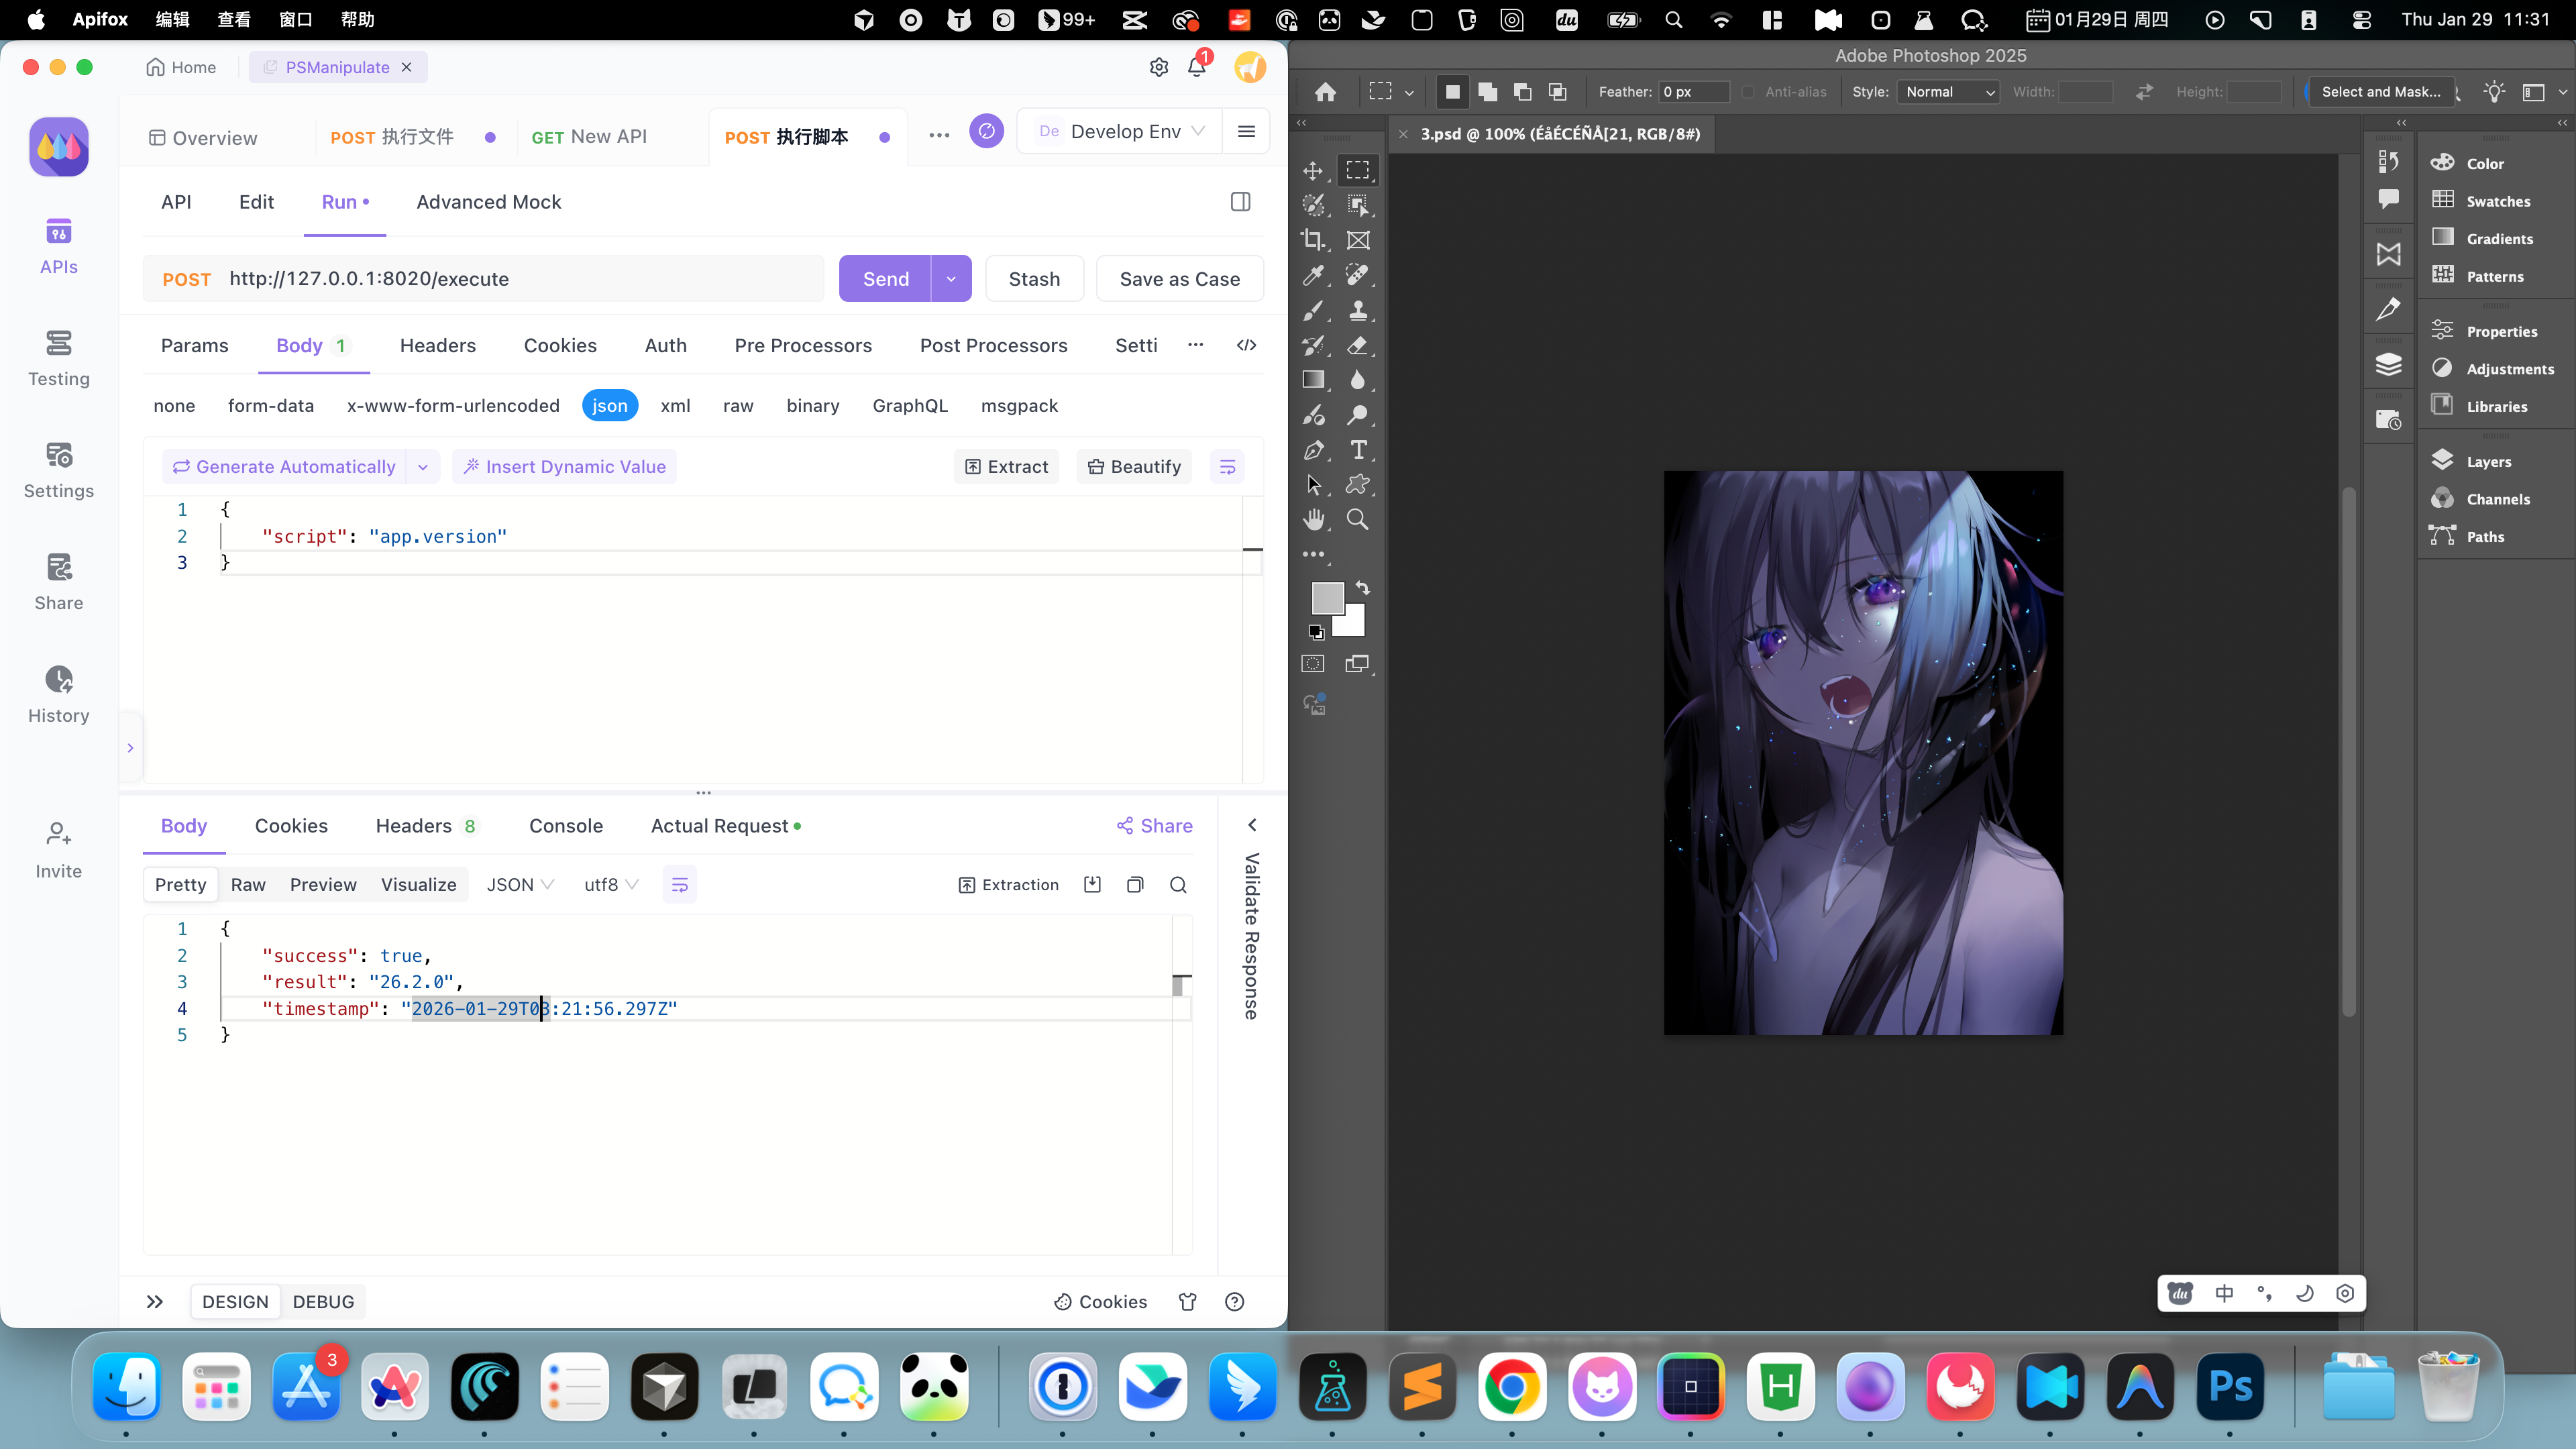 Apifox 编辑 查看 窗口 帮助 99+ 01月29日 周四 Thu Jan 29 11:31
Home PSManipulate 1
Overview POST 执行文件 GET New API POST 执行脚本 De Develop Env
API Edit Run Advanced Mock
POST http://127.0.0.1:8020/execute Send Stash Save as Case
Params Body 1 Headers Cookies Auth Pre Processors Post Processors Setti
none form-data x-www-form-urlencoded json xml raw binary GraphQL msgpack
Generate Automatically Insert Dynamic Value Extract Beautify
1 {
2 "script": "app.version"
3 }
APIs
Testing
Settings
Share
History
Invite
Body Cookies Headers 8 Console Actual Request Share
Pretty Raw Preview Visualize JSON utf8 Extraction
1 {
2 "success": true,
3 "result": "26.2.0",
4 "timestamp": "2026-01-29T03:21:56.297Z"
5 }
Validate Response
DESIGN DEBUG Cookies
Adobe Photoshop 2025
Feather: 0 px Anti-alias Style: Normal Width: Height: Select and Mask...
3.psd @ 100% (ÉåÉCÉÑÅ[21, RGB/8#)
Color
Swatches
Gradients
Patterns
Properties
Adjustments
Libraries
Layers
Channels
Paths
du 中
3
Ps